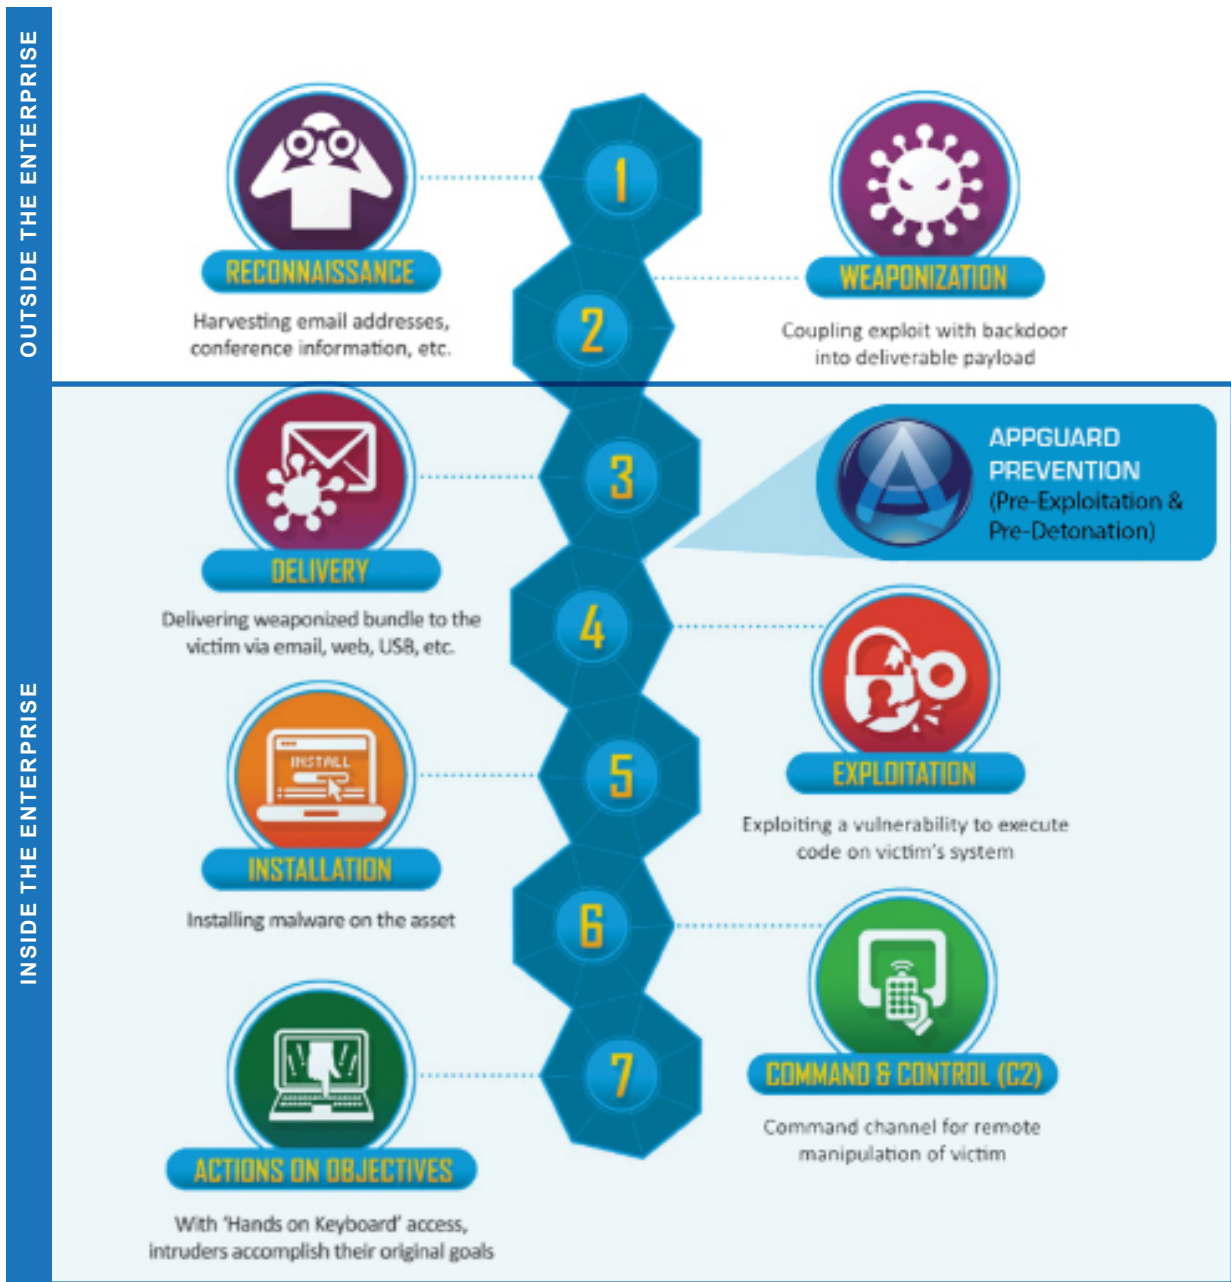 OUTSIDE THE ENTERPRISE
1
RECONNAISSANCE
Harvesting email addresses,
conference information, etc.
2
WEAPONIZATION
Coupling exploit with backdoor
into deliverable payload
INSIDE THE ENTERPRISE
3
DELIVERY
Delivering weaponized bundle to the
victim via email, web, USB, etc.
APPGUARD
PREVENTION
(Pre-Exploitation &
Pre-Detonation)
4
EXPLOITATION
Exploiting a vulnerability to execute
code on victim's system
5
INSTALL
INSTALLATION
Installing malware on the asset
6
COMMAND & CONTROL (C2)
Command channel for remote
manipulation of victim
7
ACTIONS ON OBJECTIVES
With 'Hands on Keyboard' access,
intruders accomplish their original goals